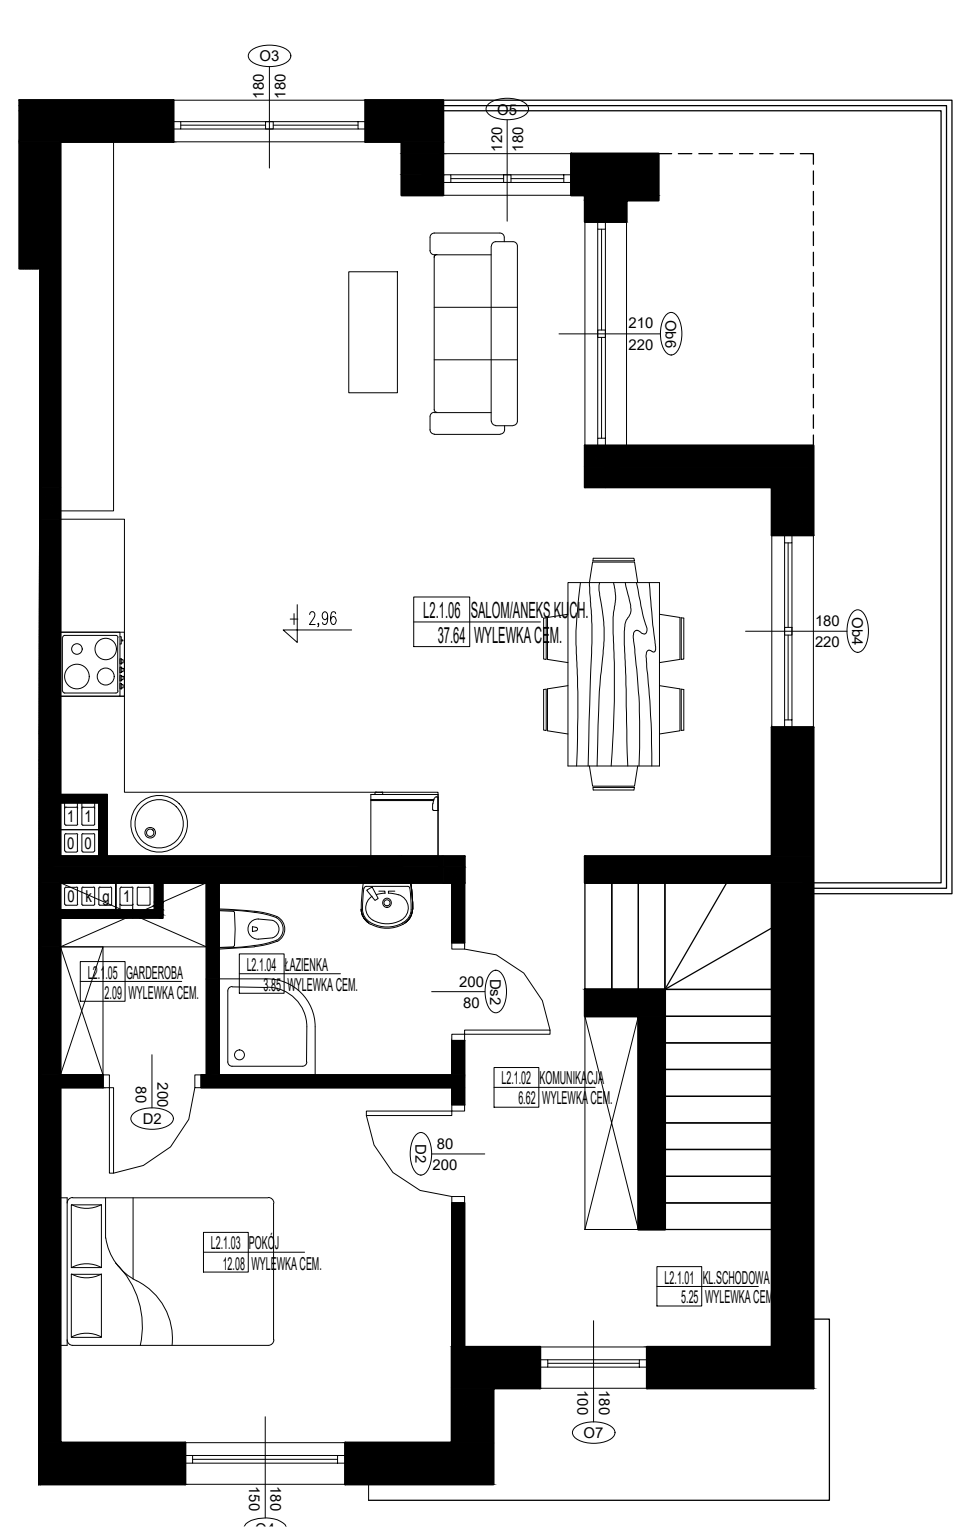 O3
180
180
O5
120
180
210
220
Ob6
L2.1.06 SALOM/ANEKS KUCH.
37.64 WYLEWKA CEM.
2,96
180
220
Ob4
1 1
0 0
0 k g 1
L2.1.05 GARDEROBA
2.09 WYLEWKA CEM.
L2.1.04 ŁAZIENKA
3.85 WYLEWKA CEM.
200
80
Ds2
L2.1.02 KOMUNIKACJA
6.62 WYLEWKA CEM.
200
80
D2
80
200
D2
L2.1.03 POKÓJ
12.08 WYLEWKA CEM.
L2.1.01 KL.SCHODOWA
5.25 WYLEWKA CEM
180
100
O7
180
150